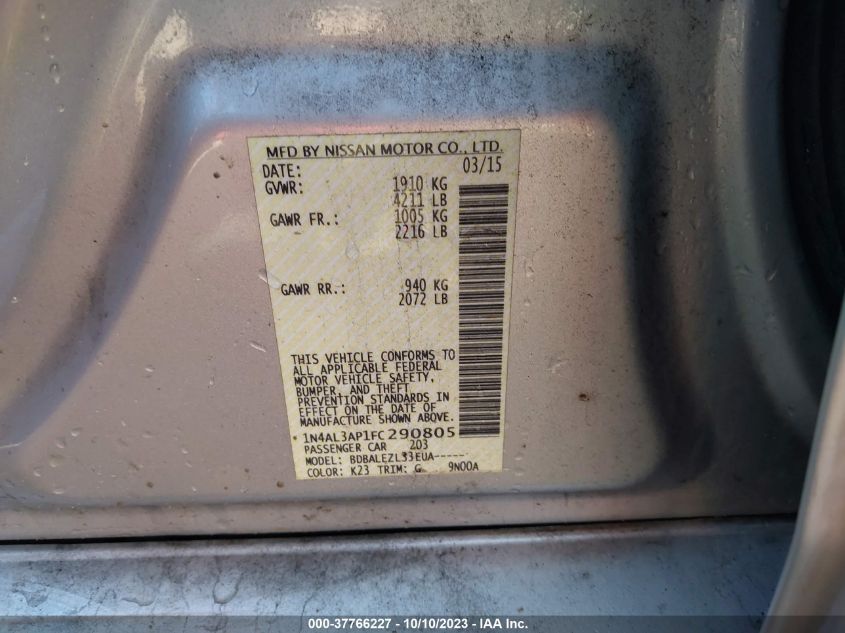 MFD BY NISSAN MOTOR CO., LTD.
DATE: 03/15
GVWR: 1910 KG
4211 LB
GAWR FR.: 1005 KG
2216 LB
GAWR RR.: 940 KG
2072 LB
THIS VEHICLE CONFORMS TO
ALL APPLICABLE FEDERAL
MOTOR VEHICLE SAFETY,
BUMPER, AND THEFT
PREVENTION STANDARDS IN
EFFECT ON THE DATE OF
MANUFACTURE SHOWN ABOVE.
1N4AL3AP1FC290805
PASSENGER CAR 203
MODEL: BDBALEZL33EUA-----
COLOR: K23 TRIM: G 9N00A
000-37766227 - 10/10/2023 - IAA Inc.